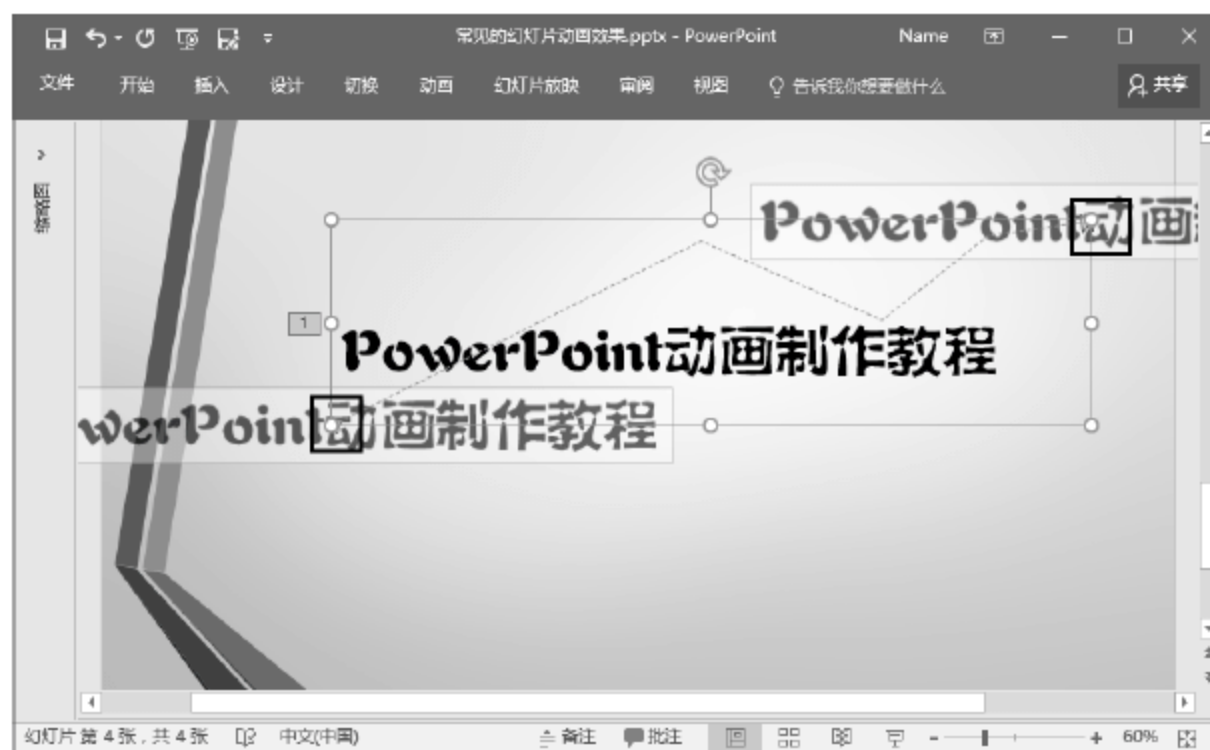 常见的幻灯片动画效果.pptx - PowerPoint
Name
文件 开始 插入 设计 切换 动画 幻灯片放映 审阅 视图 告诉我你想要做什么 共享
缩略图
PowerPoint动画
1
PowerPoint动画制作教程
werPoint动画制作教程
幻灯片 第 4 张，共 4 张 中文(中国) 备注 批注 60%